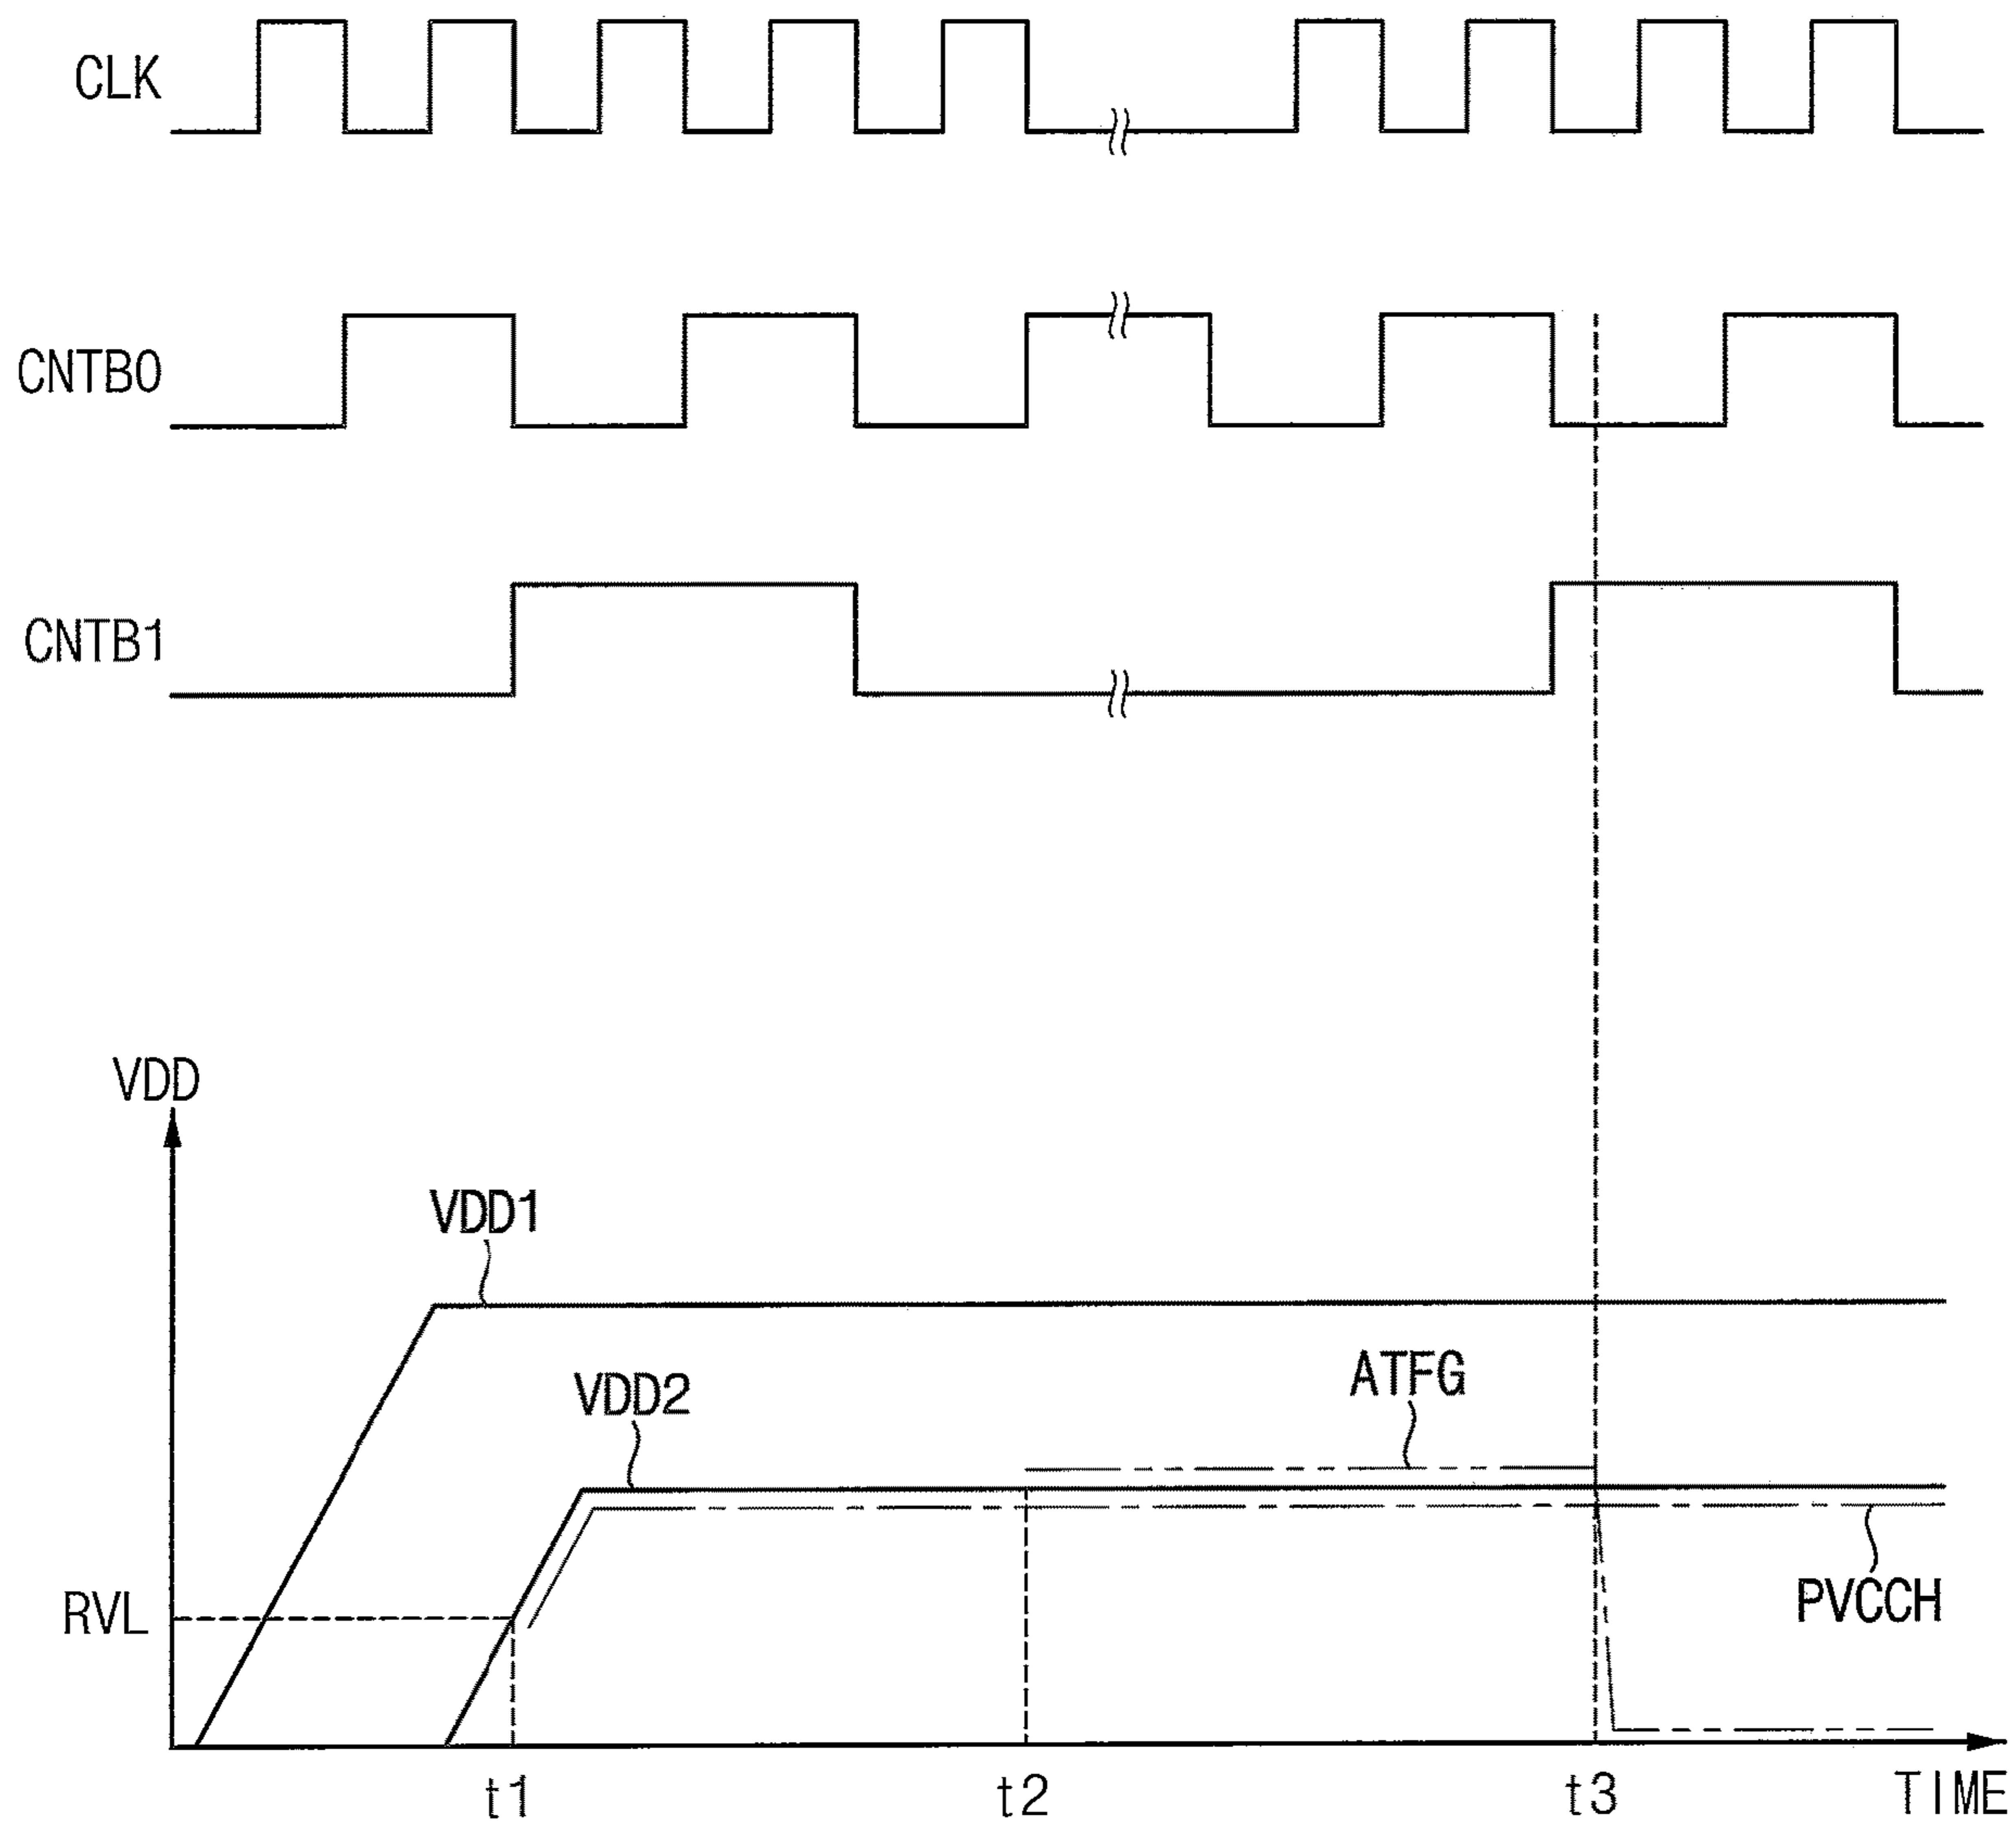 CLK
CNTB0
CNTB1
VDD
VDD1
VDD2
ATFG
RVL
PVCCH
t1
t2
t3
TIME